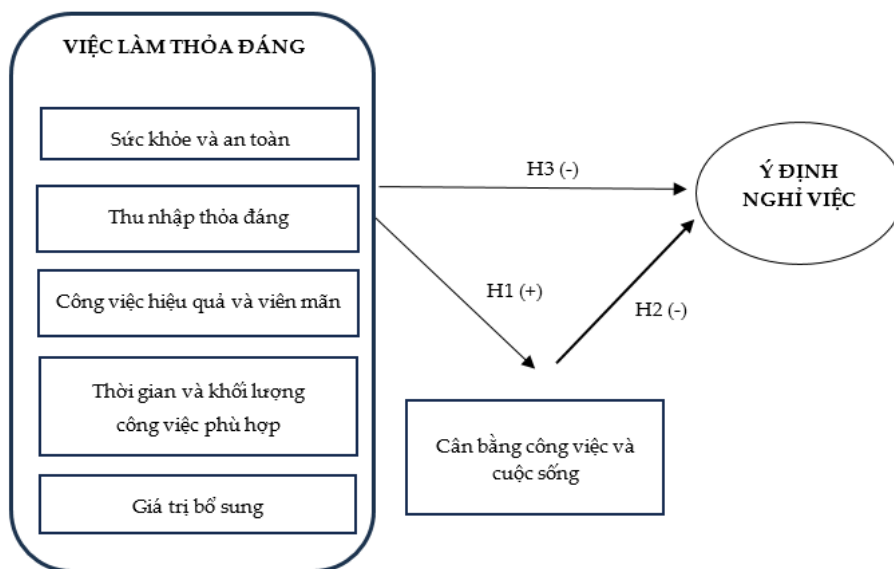 VIỆC LÀM THỎA ĐÁNG
Sức khỏe và an toàn
Thu nhập thỏa đáng
Công việc hiệu quả và viên mãn
Thời gian và khối lượng
công việc phù hợp
Giá trị bổ sung
H3 (-)
H1 (+)
H2 (-)
Ý ĐỊNH
NGHỈ VIỆC
Cân bằng công việc và
cuộc sống